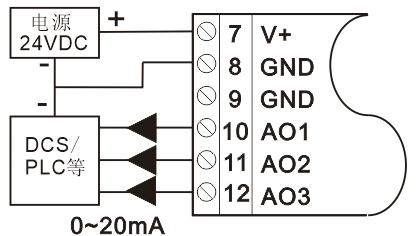 电源
24VDC
+
-
-
DCS/
PLC等
0~20mA
7 V+
8 GND
9 GND
10 AO1
11 AO2
12 AO3